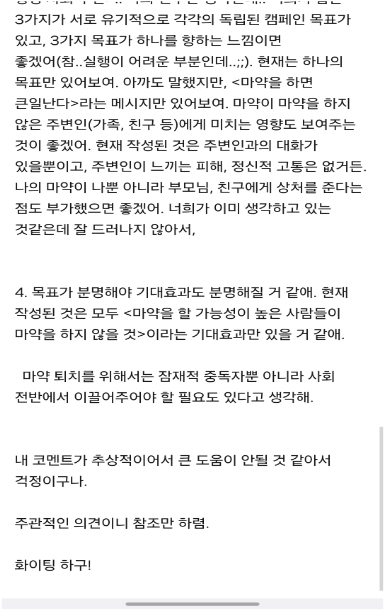 3가지가 서로 유기적으로 각각의 독립된 캠페인 목표가
있고, 3가지 목표가 하나를 향하는 느낌이면
좋겠어(참..실행이 어려운 부분인데..;;). 현재는 하나의
목표만 있어보여. 아까도 말했지만, <마약을 하면
큰일난다>라는 메시지만 있어보여. 마약이 마약을 하지
않은 주변인(가족, 친구 등)에게 미치는 영향도 보여주는
것이 좋겠어. 현재 작성된 것은 주변인과의 대화가
있을뿐이고, 주변인이 느끼는 피해, 정신적 고통은 없거든.
나의 마약이 나뿐 아니라 부모님, 친구에게 상처를 준다는
점도 부가했으면 좋겠어. 너희가 이미 생각하고 있는
것같은데 잘 드러나지 않아서,
4. 목표가 분명해야 기대효과도 분명해질 거 같애. 현재
작성된 것은 모두 <마약을 할 가능성이 높은 사람들이
마약을 하지 않을 것>이라는 기대효과만 있을 거 같애.
마약 퇴치를 위해서는 잠재적 중독자뿐 아니라 사회
전반에서 이끌어주어야 할 필요도 있다고 생각해.
내 코멘트가 추상적이어서 큰 도움이 안될 것 같아서
걱정이구나.
주관적인 의견이니 참조만 하렴.
화이팅 하구!